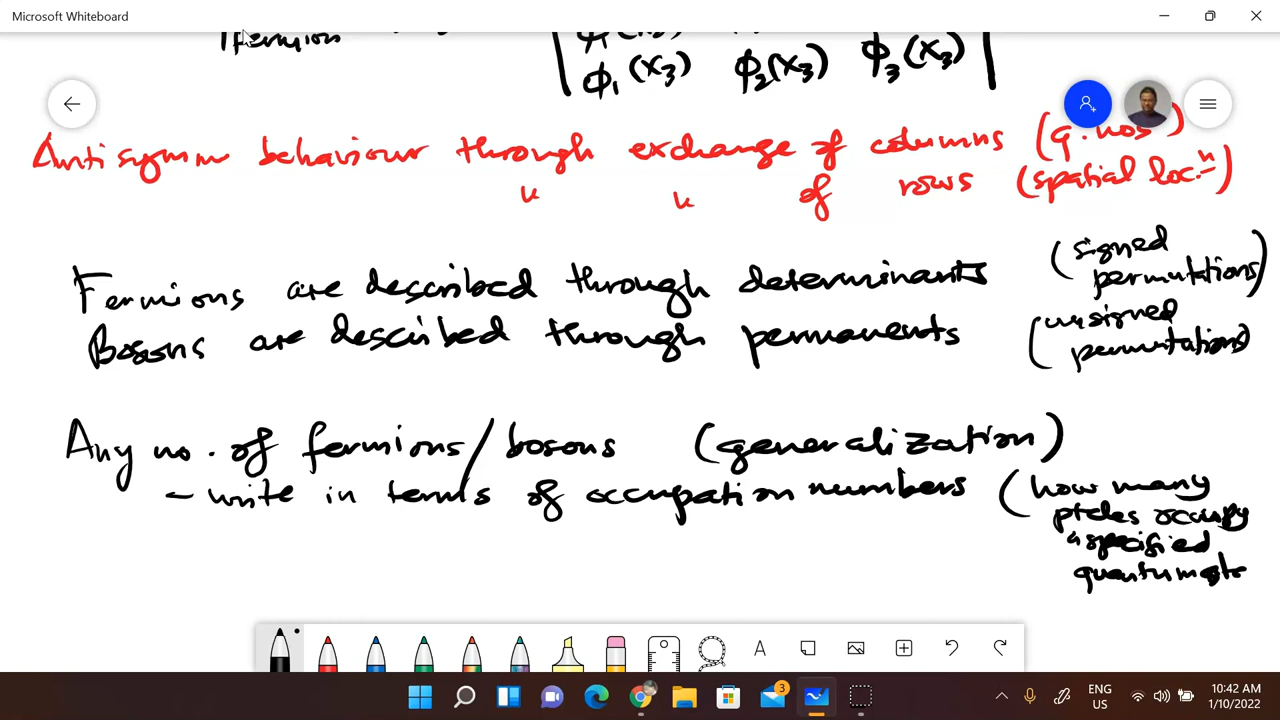 Microsoft Whiteboard
Fermion
ϕ₁(x₃) ϕ₂(x₃) ϕ₃(x₃)
Antisymm behaviour through exchange of columns (q. nos)
" " of rows (spatial loc.ⁿ)
Fermions are described through determinants (signed permutations)
Bosons are described through permanents (unsigned permutations)
Any no. of fermions/bosons (generalization)
- write in terms of occupation numbers (how many
ptcles occupy
a specified
quantum state
A
3
ENG
US
10:42 AM
1/10/2022